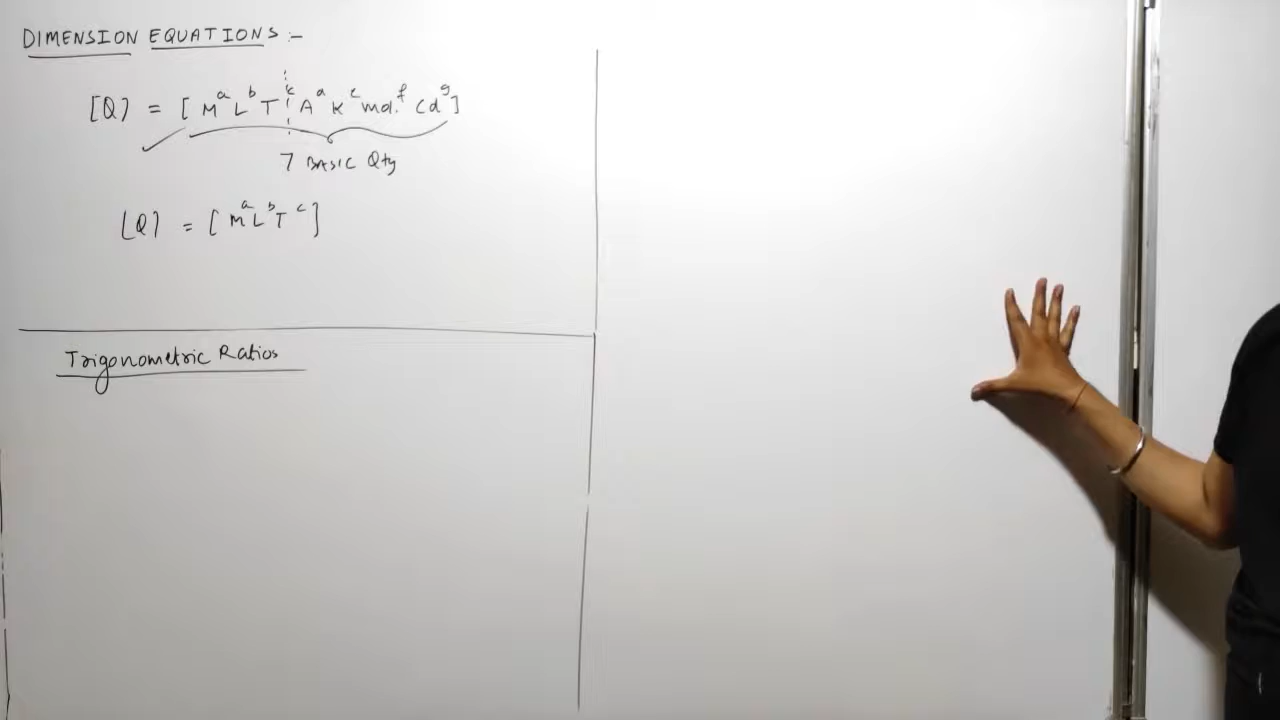 DIMENSION EQUATIONS :-
[Q] = [ M^a L^b T^c A^a K^e mol.^f Cd^g ]
7 BASIC Qty
[Q] = [ M^a L^b T^c ]
Trigonometric Ratios